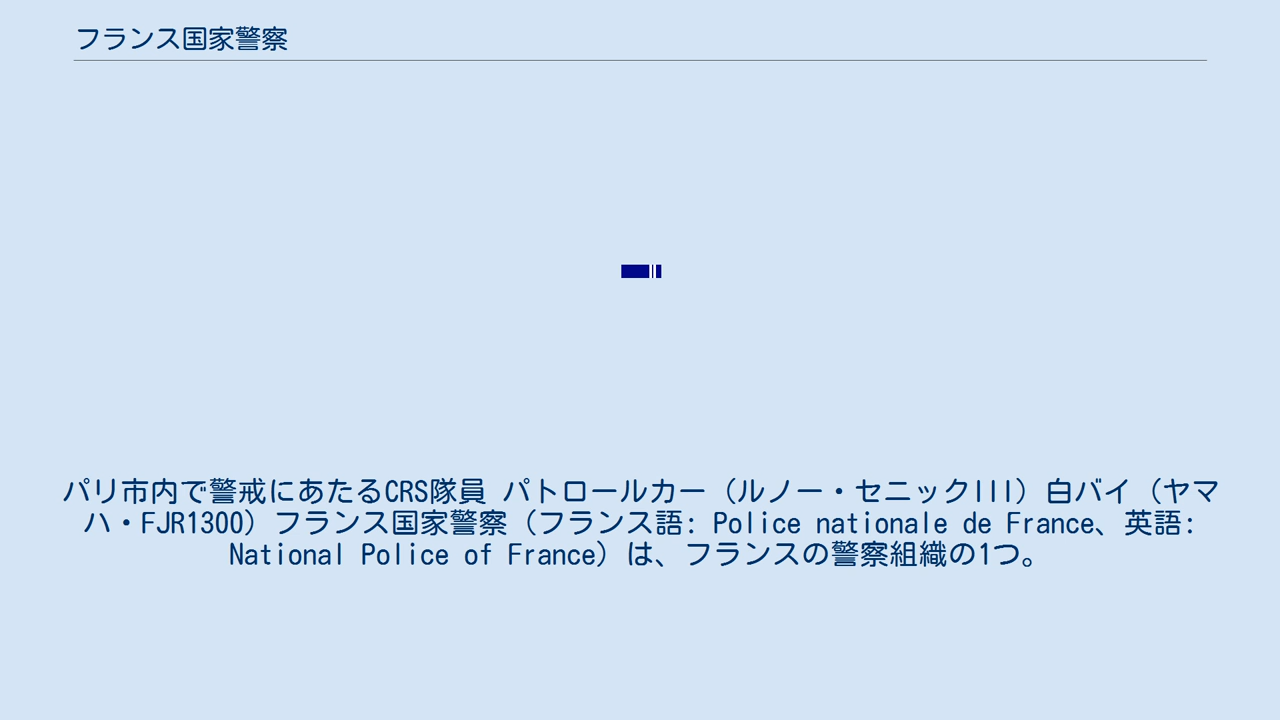 フランス国家警察
パリ市内で警戒にあたるCRS隊員 パトロールカー（ルノー・セニックIII）白バイ（ヤマ
ハ・FJR1300）フランス国家警察（フランス語: Police nationale de France、英語:
National Police of France）は、フランスの警察組織の1つ。